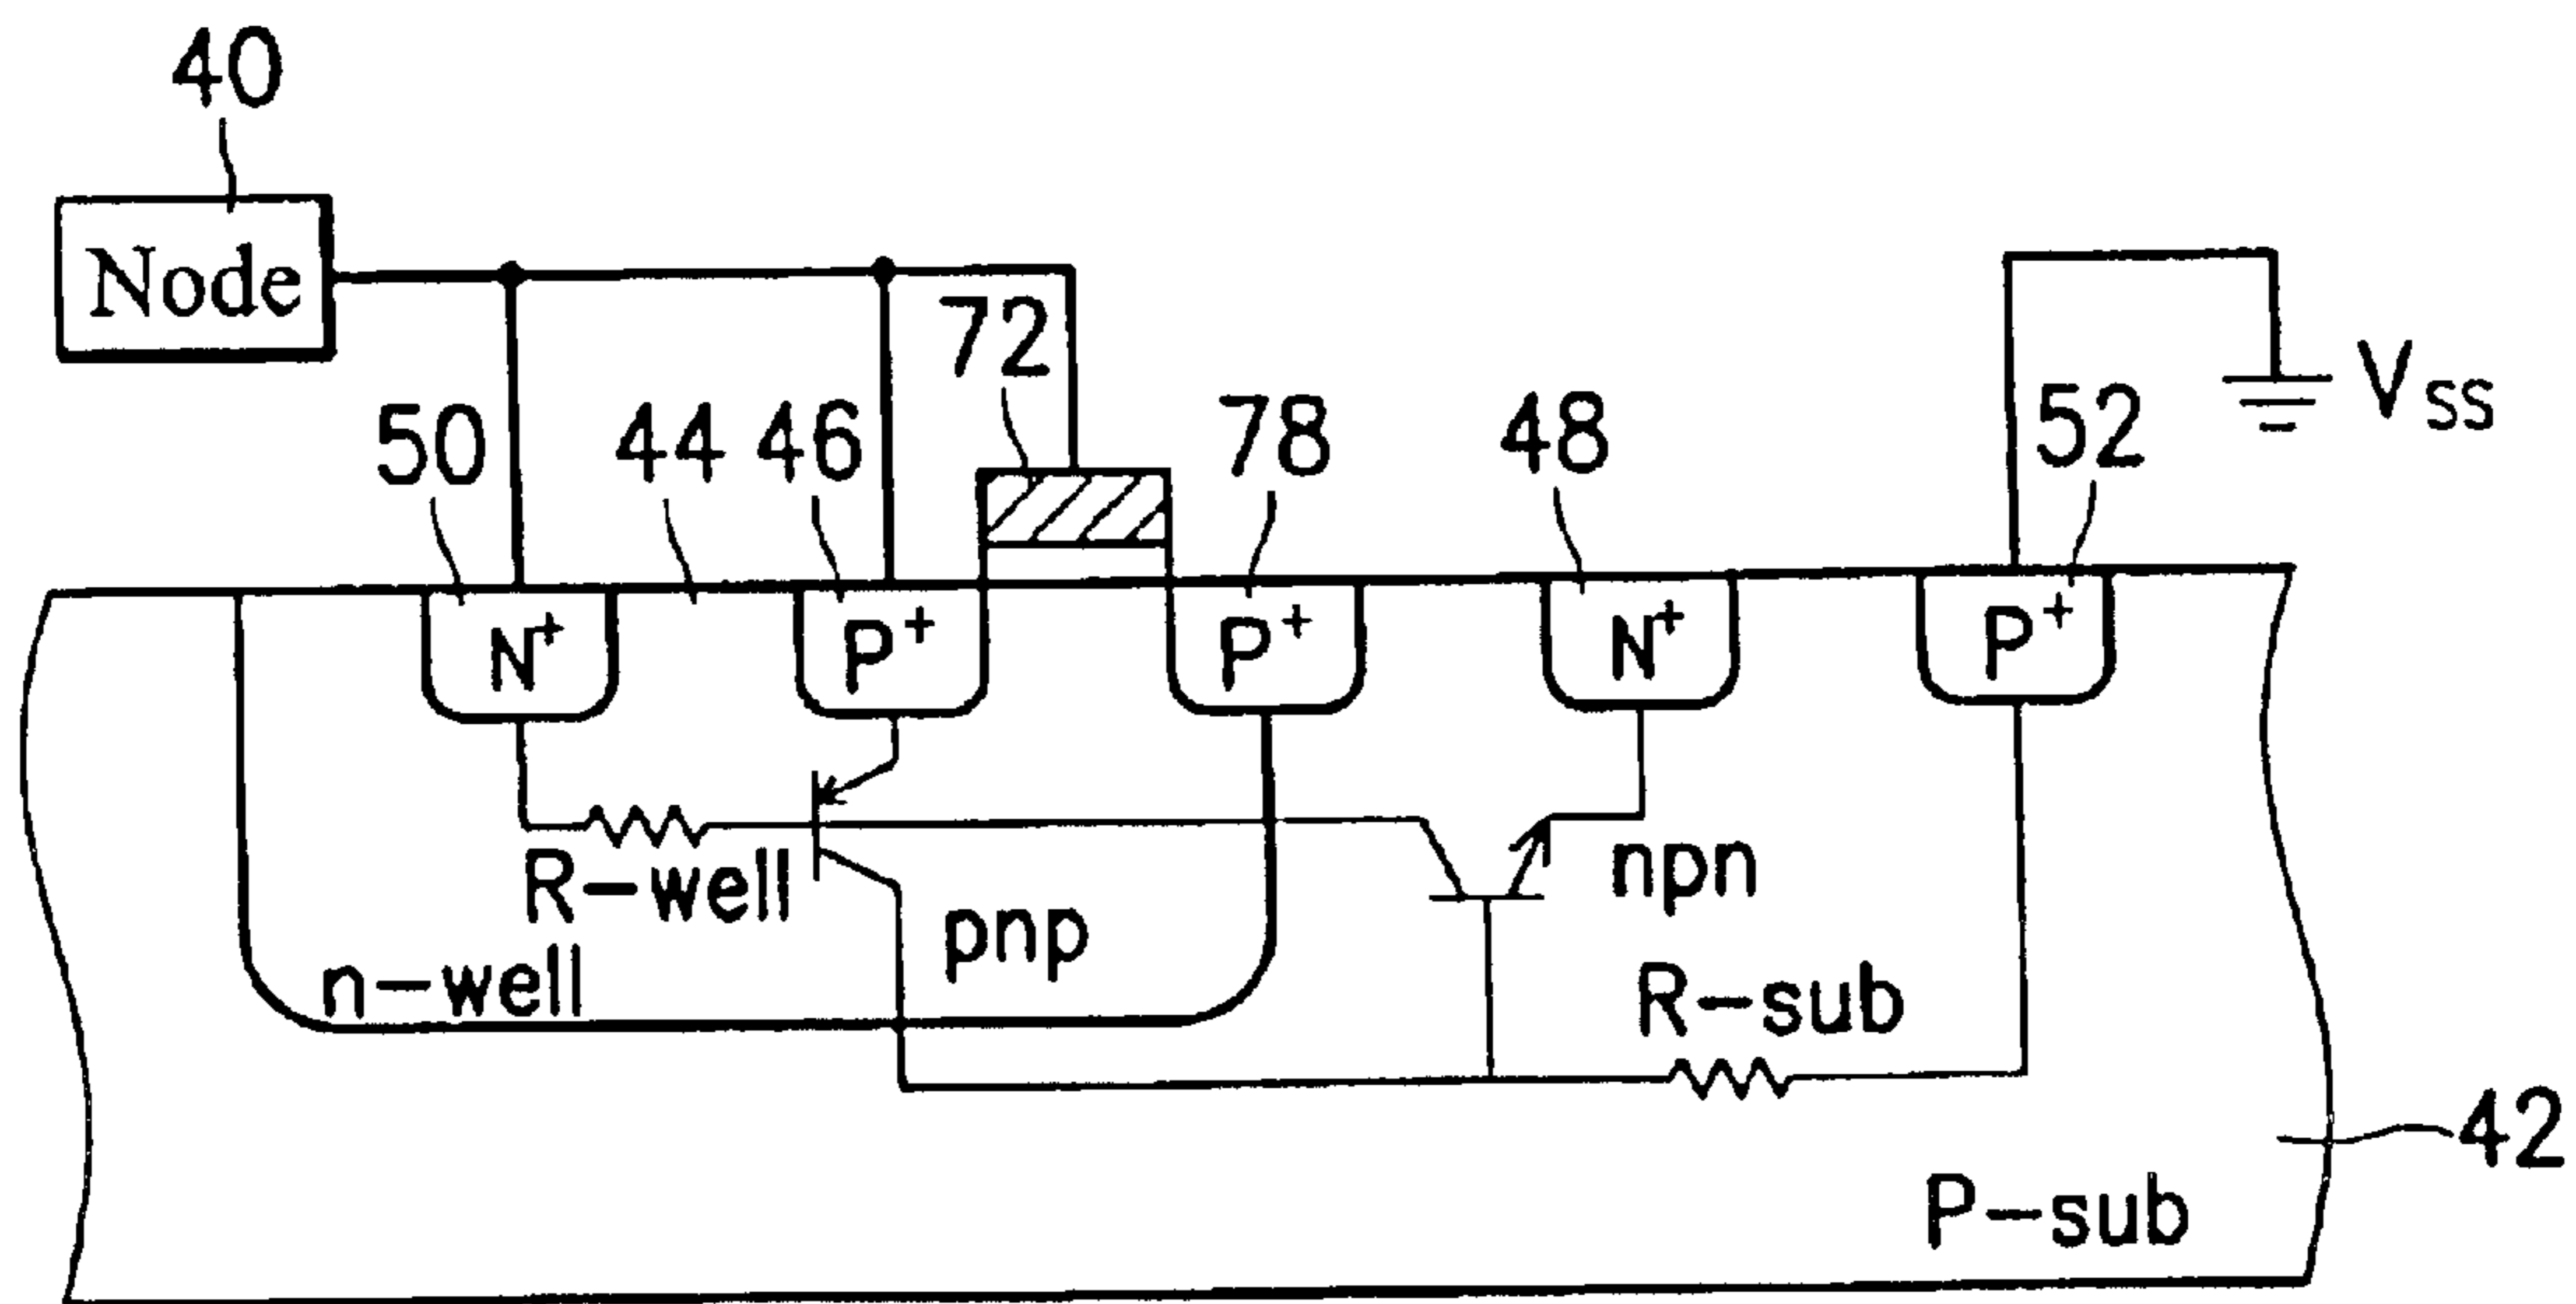 40
Node
72
50
44
46
78
48
52
VSS
N+
P+
P+
N+
P+
R-well
pnp
npn
n-well
R-sub
42
P-sub